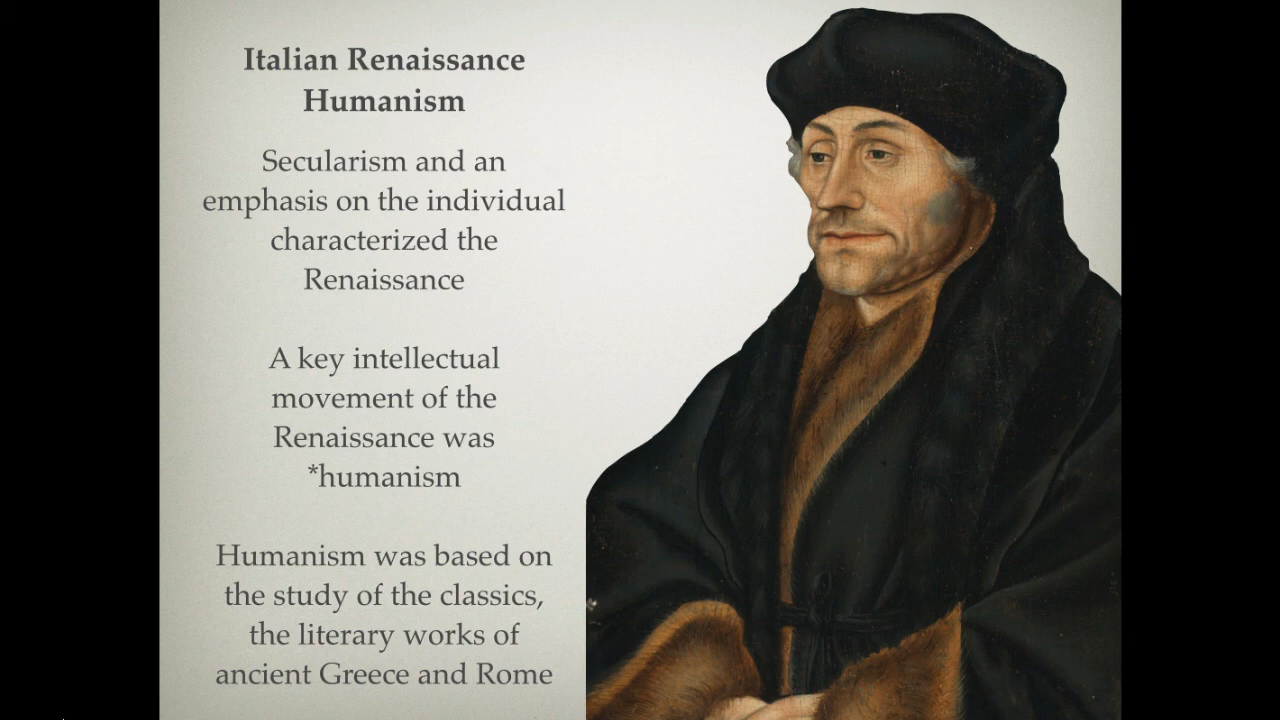 Italian Renaissance
Humanism
Secularism and an
emphasis on the individual
characterized the
Renaissance
A key intellectual
movement of the
Renaissance was
*humanism
Humanism was based on
the study of the classics,
the literary works of
ancient Greece and Rome